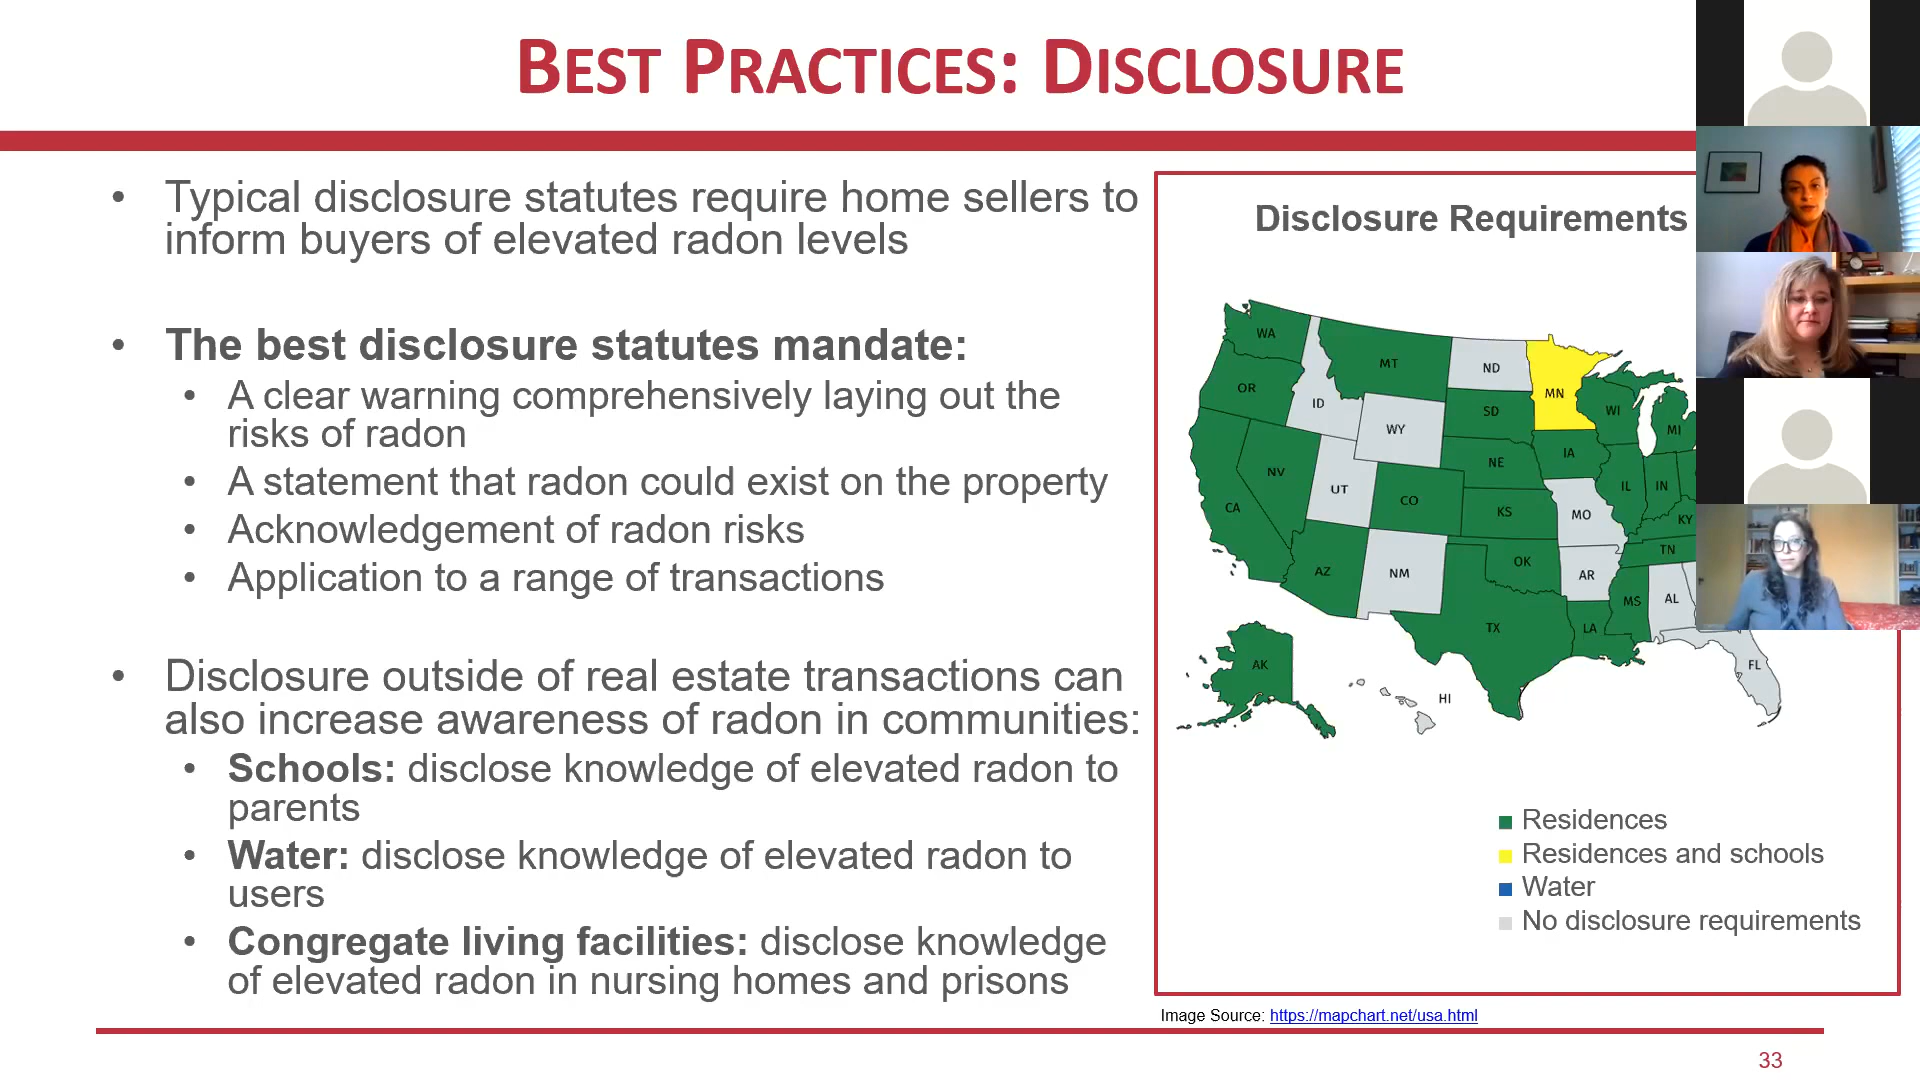 BEST PRACTICES: DISCLOSURE
• Typical disclosure statutes require home sellers to
inform buyers of elevated radon levels
• The best disclosure statutes mandate:
• A clear warning comprehensively laying out the
risks of radon
• A statement that radon could exist on the property
• Acknowledgement of radon risks
• Application to a range of transactions
• Disclosure outside of real estate transactions can
also increase awareness of radon in communities:
• Schools: disclose knowledge of elevated radon to
parents
• Water: disclose knowledge of elevated radon to
users
• Congregate living facilities: disclose knowledge
of elevated radon in nursing homes and prisons
Disclosure Requirements
WA
MT
ND
MN
OR
ID
SD
WI
WY
MI
NE
IA
NV
UT
CO
IL
IN
CA
KS
MO
KY
AZ
NM
OK
AR
TN
MS
AL
TX
LA
AK
HI
FL
Residences
Residences and schools
Water
No disclosure requirements
Image Source: https://mapchart.net/usa.html
33